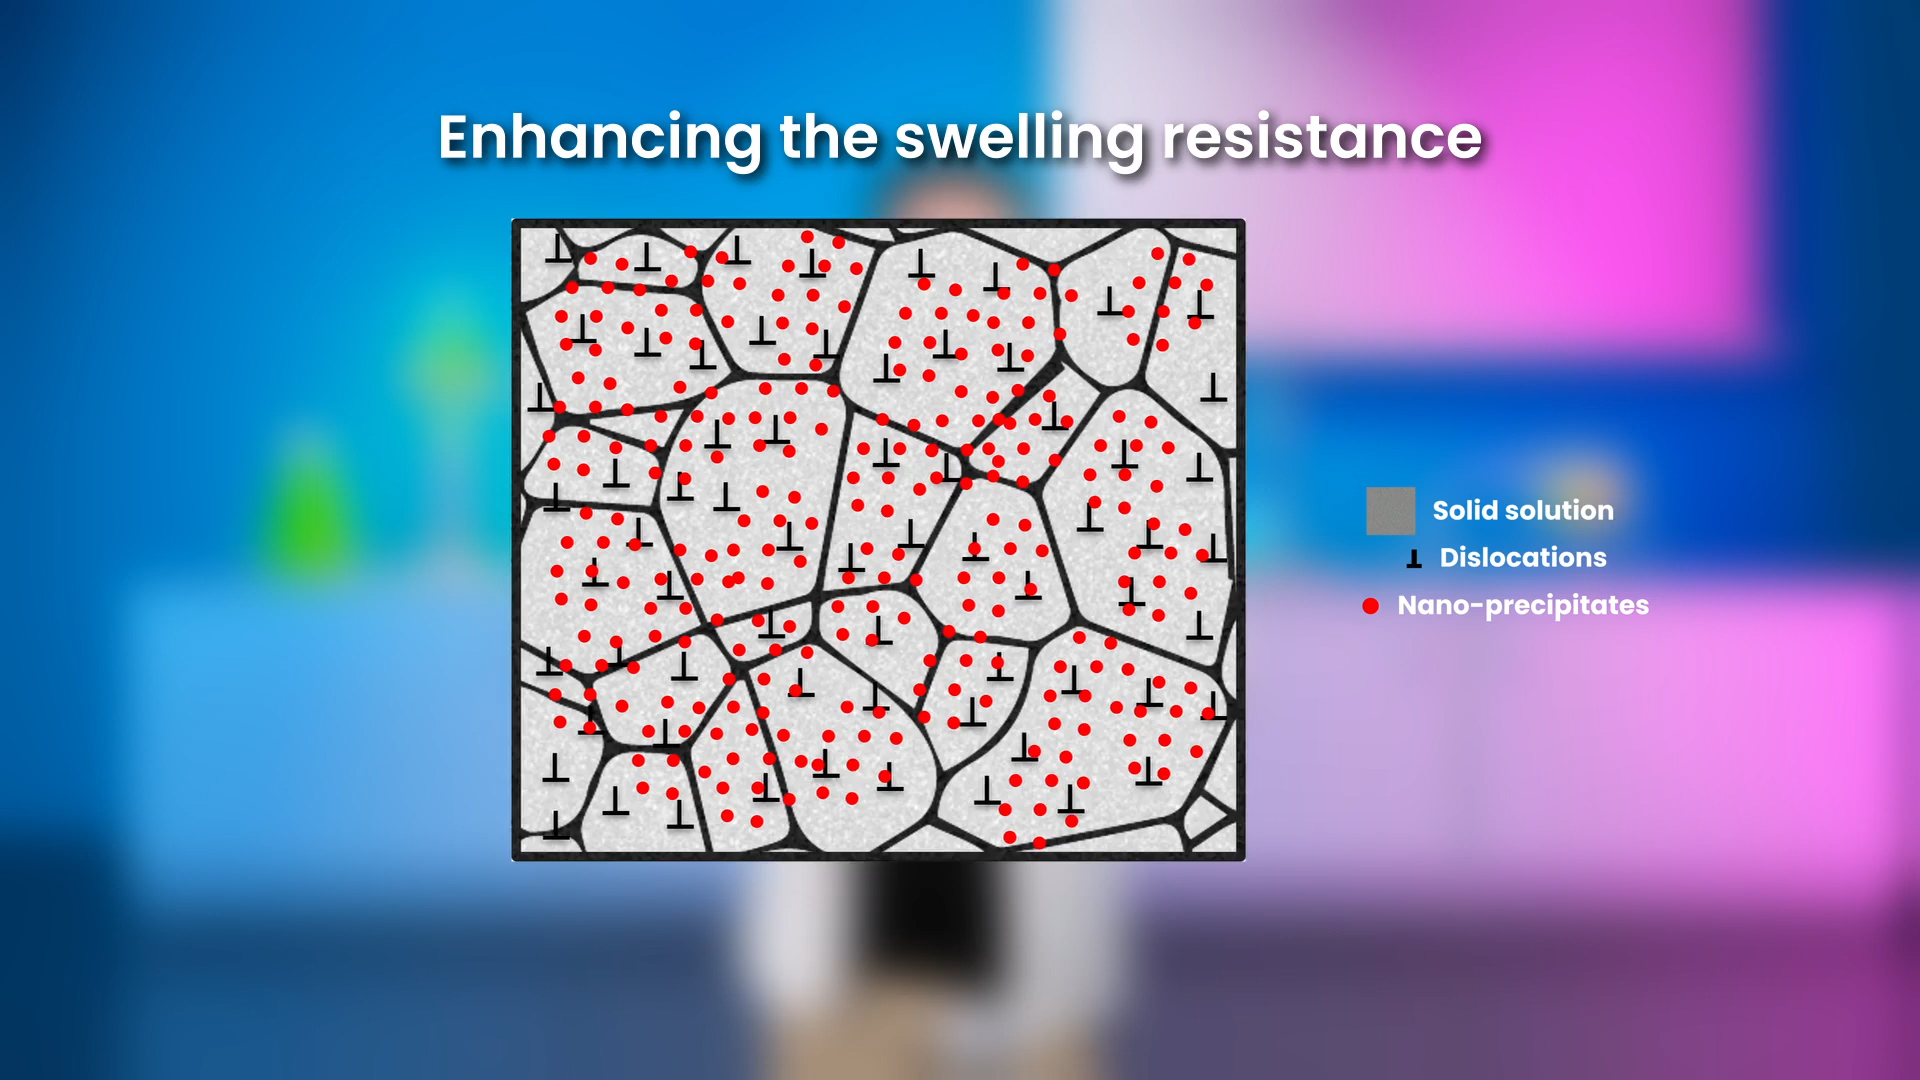 Enhancing the swelling resistance
Solid solution
Dislocations
Nano-precipitates